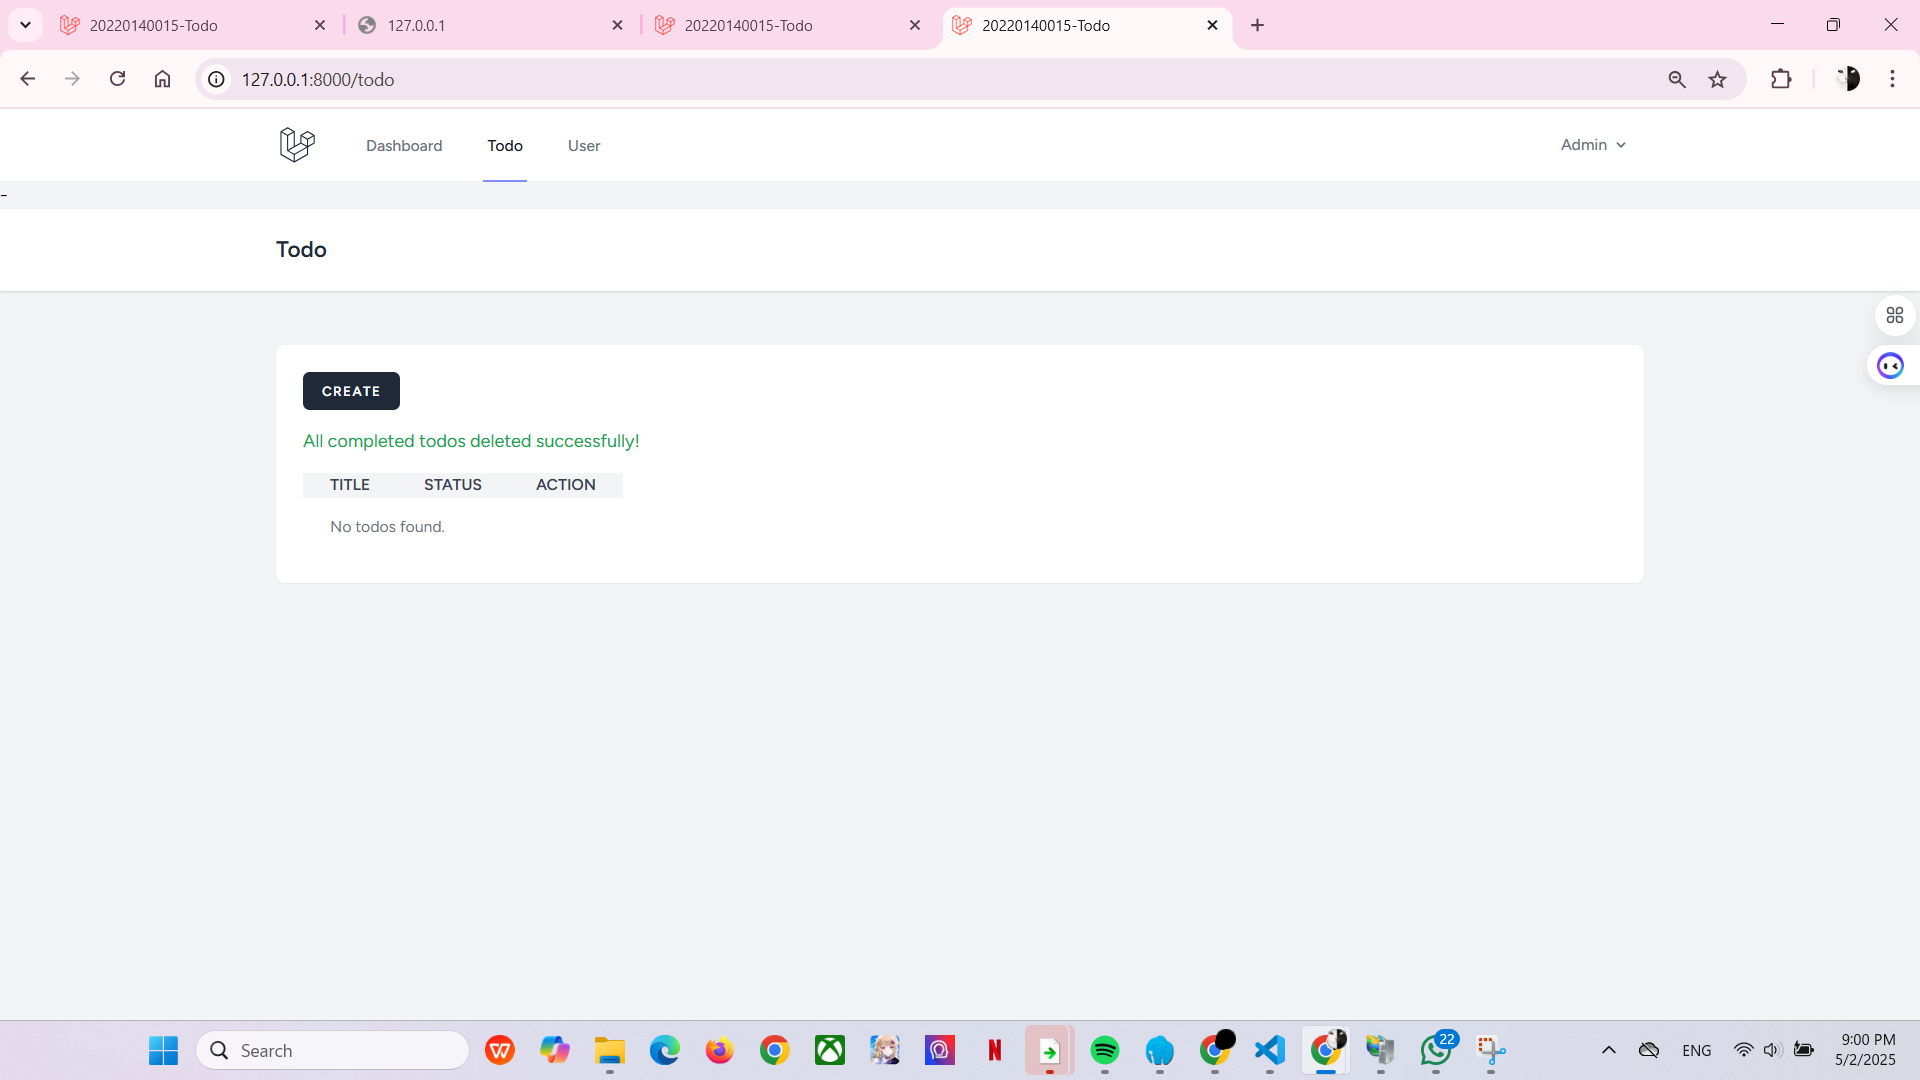 20220140015-Todo
127.0.0.1
20220140015-Todo
20220140015-Todo
127.0.0.1:8000/todo
Dashboard
Todo
User
Admin
-
Todo
CREATE
All completed todos deleted successfully!
TITLE STATUS ACTION
No todos found.
Search
22
ENG
9:00 PM
5/2/2025